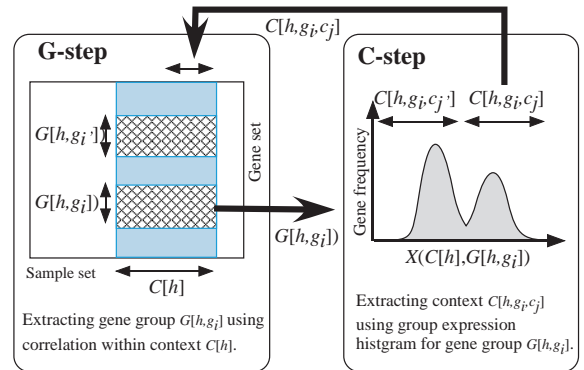 C[h,gi,cj]
G-step
G[h,gi']
G[h,gi])
Gene set
Sample set
C[h]
G[h,gi])
Extracting gene group G[h,gi] using
correlation within context C[h].
C-step
C[h,gi,cj'] C[h,gi,cj]
Gene frequency
X(C[h],G[h,gi])
Extracting context C[h,gi,cj]
using group expression
histgram for gene group G[h,gi].